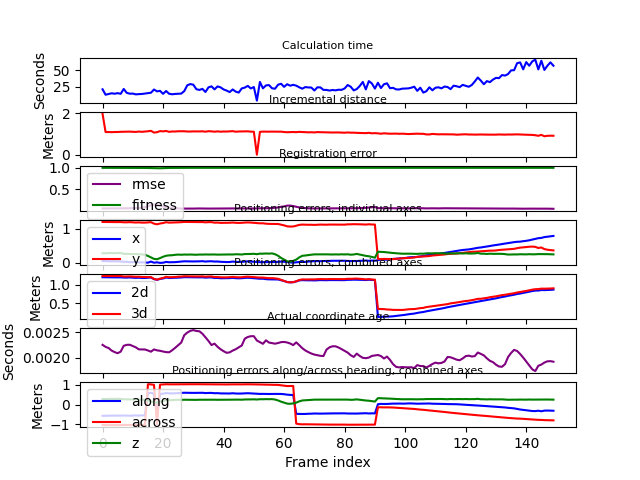 Calculation time
Seconds
50
25
Incremental distance
Meters
2
0
Registration error
1.0
0.5
rmse
fitness
Positioning errors, individual axes
Meters
1
0
x
y
Positioning errors, combined axes
Meters
1.0
0.5
2d
3d
Actual coordinate age
Seconds
0.0025
0.0020
Positioning errors along/across heading, combined axes
Meters
1
0
−1
along
across
z
0 20 40 60 80 100 120 140
Frame index